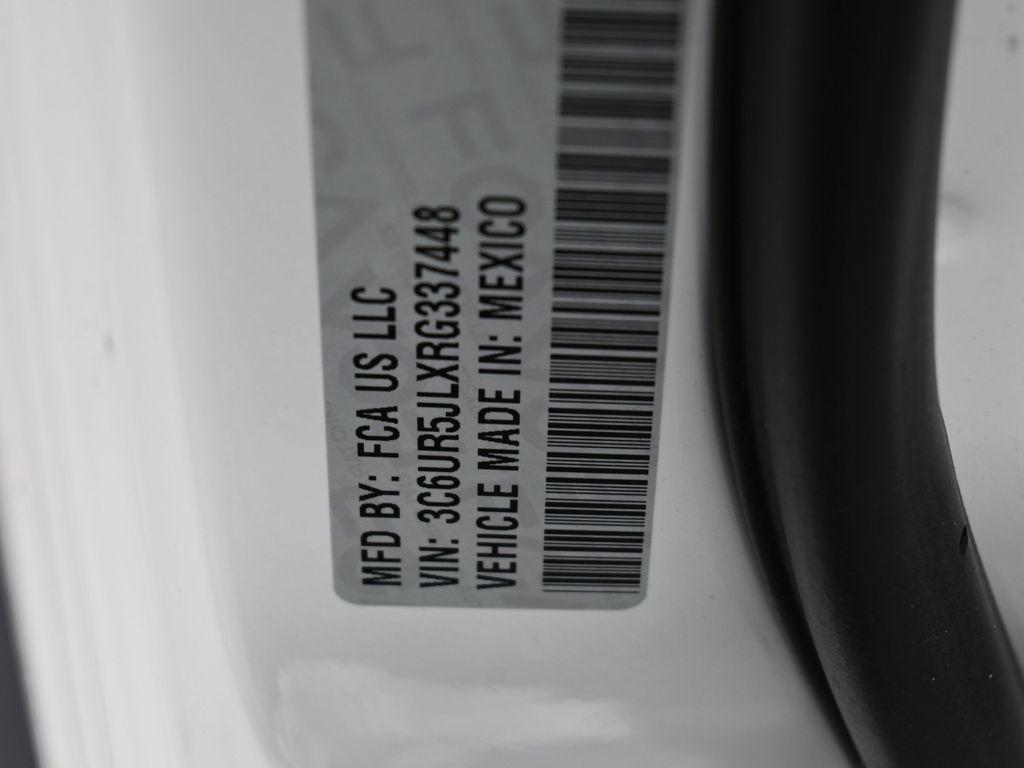 MFD BY: FCA US LLC
VIN: 3C6UR5JLXRG337448
VEHICLE MADE IN: MEXICO